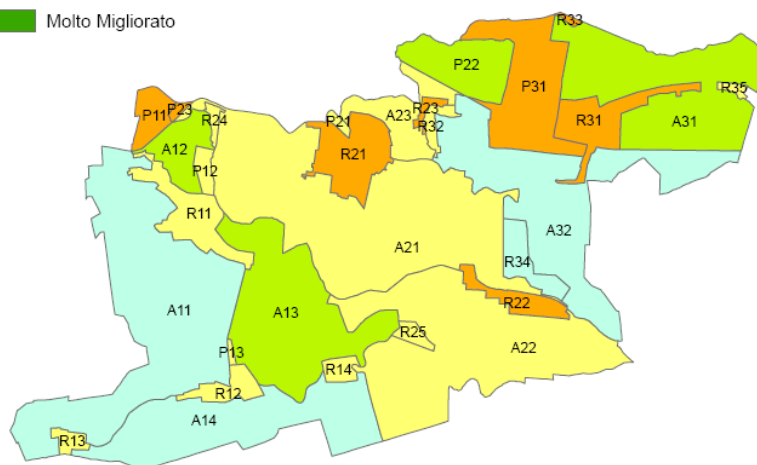 Molto Migliorato
R33
P22
P31
R35
P11
P23
R24
P21
A23
R23
R32
R31
A31
A12
P12
R21
R11
A21
A32
R34
A11
A13
R22
R25
A22
P13
R14
R12
A14
R13